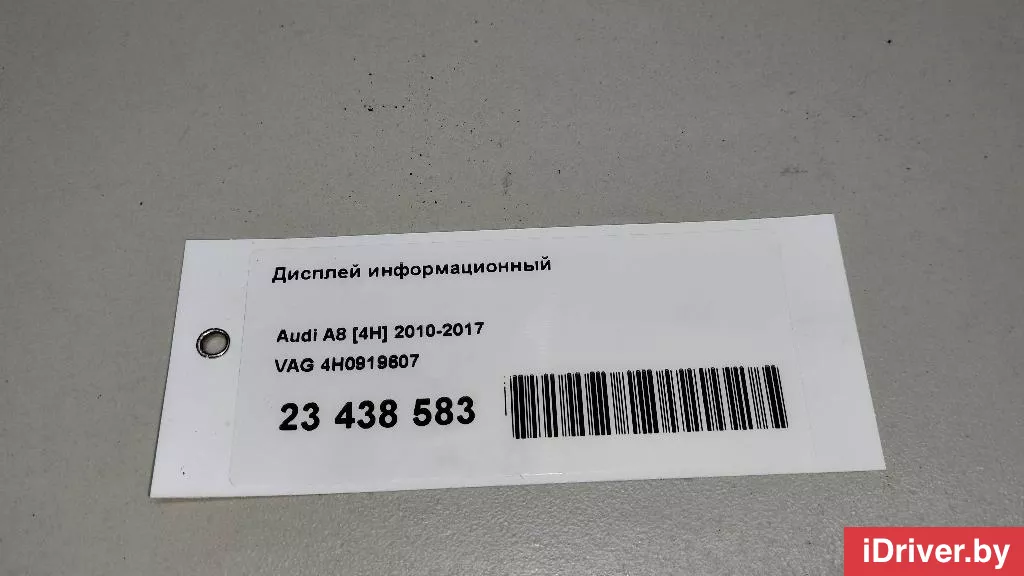 Дисплей информационный
Audi A8 [4H] 2010-2017
VAG 4H0919607
23 438 583
iDriver.by